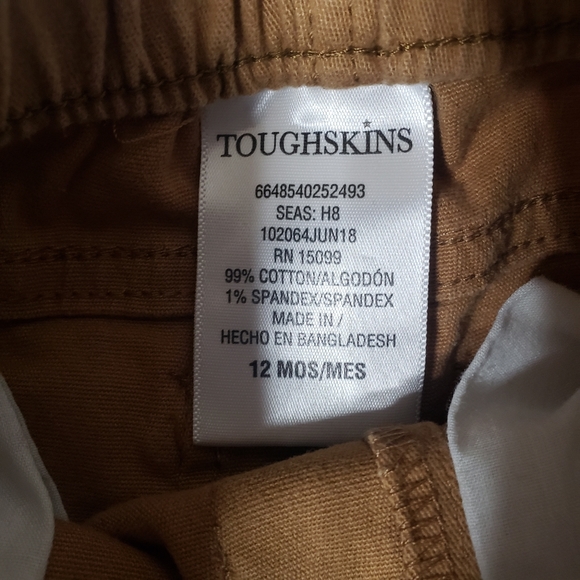 TOUGHSKINS
6648540252493
SEAS: H8
102064JUN18
RN 15099
99% COTTON/ALGODÓN
1% SPANDEX/SPANDEX
MADE IN /
HECHO EN BANGLADESH
12 MOS/MES